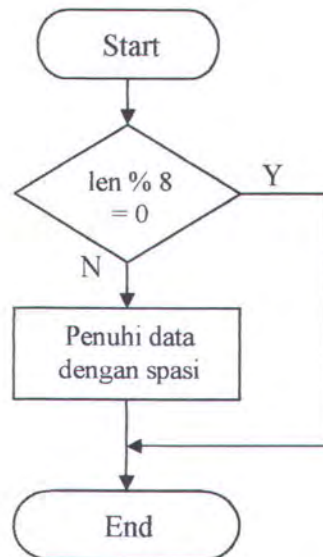 Start
len % 8
= 0
Y
N
Penuhi data
dengan spasi
End